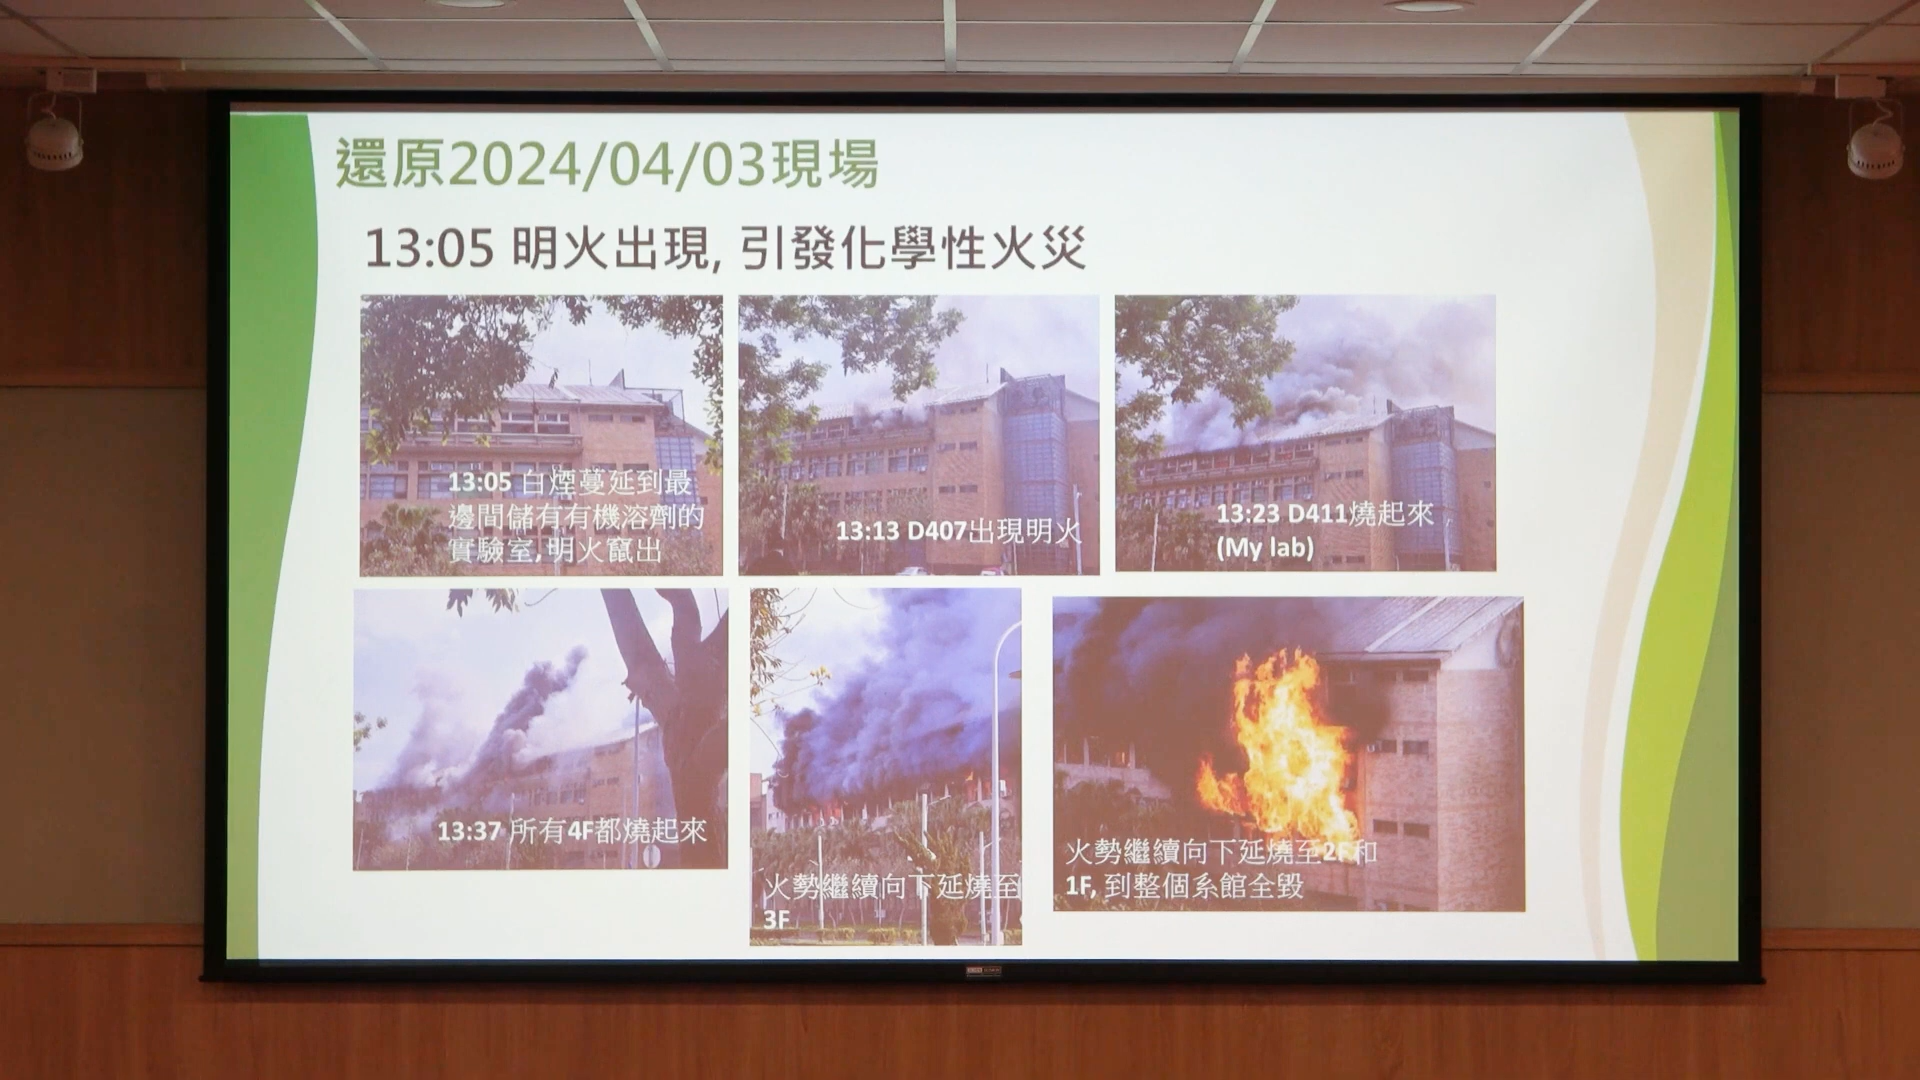 還原2024/04/03現場
13:05 明火出現, 引發化學性火災
13:05 白煙蔓延到最
邊間儲有有機溶劑的
實驗室,明火竄出
13:13 D407出現明火
13:23 D411燒起來
(My lab)
13:37 所有4F都燒起來
火勢繼續向下延燒至
3F
火勢繼續向下延燒至2F和
1F, 到整個系館全毀